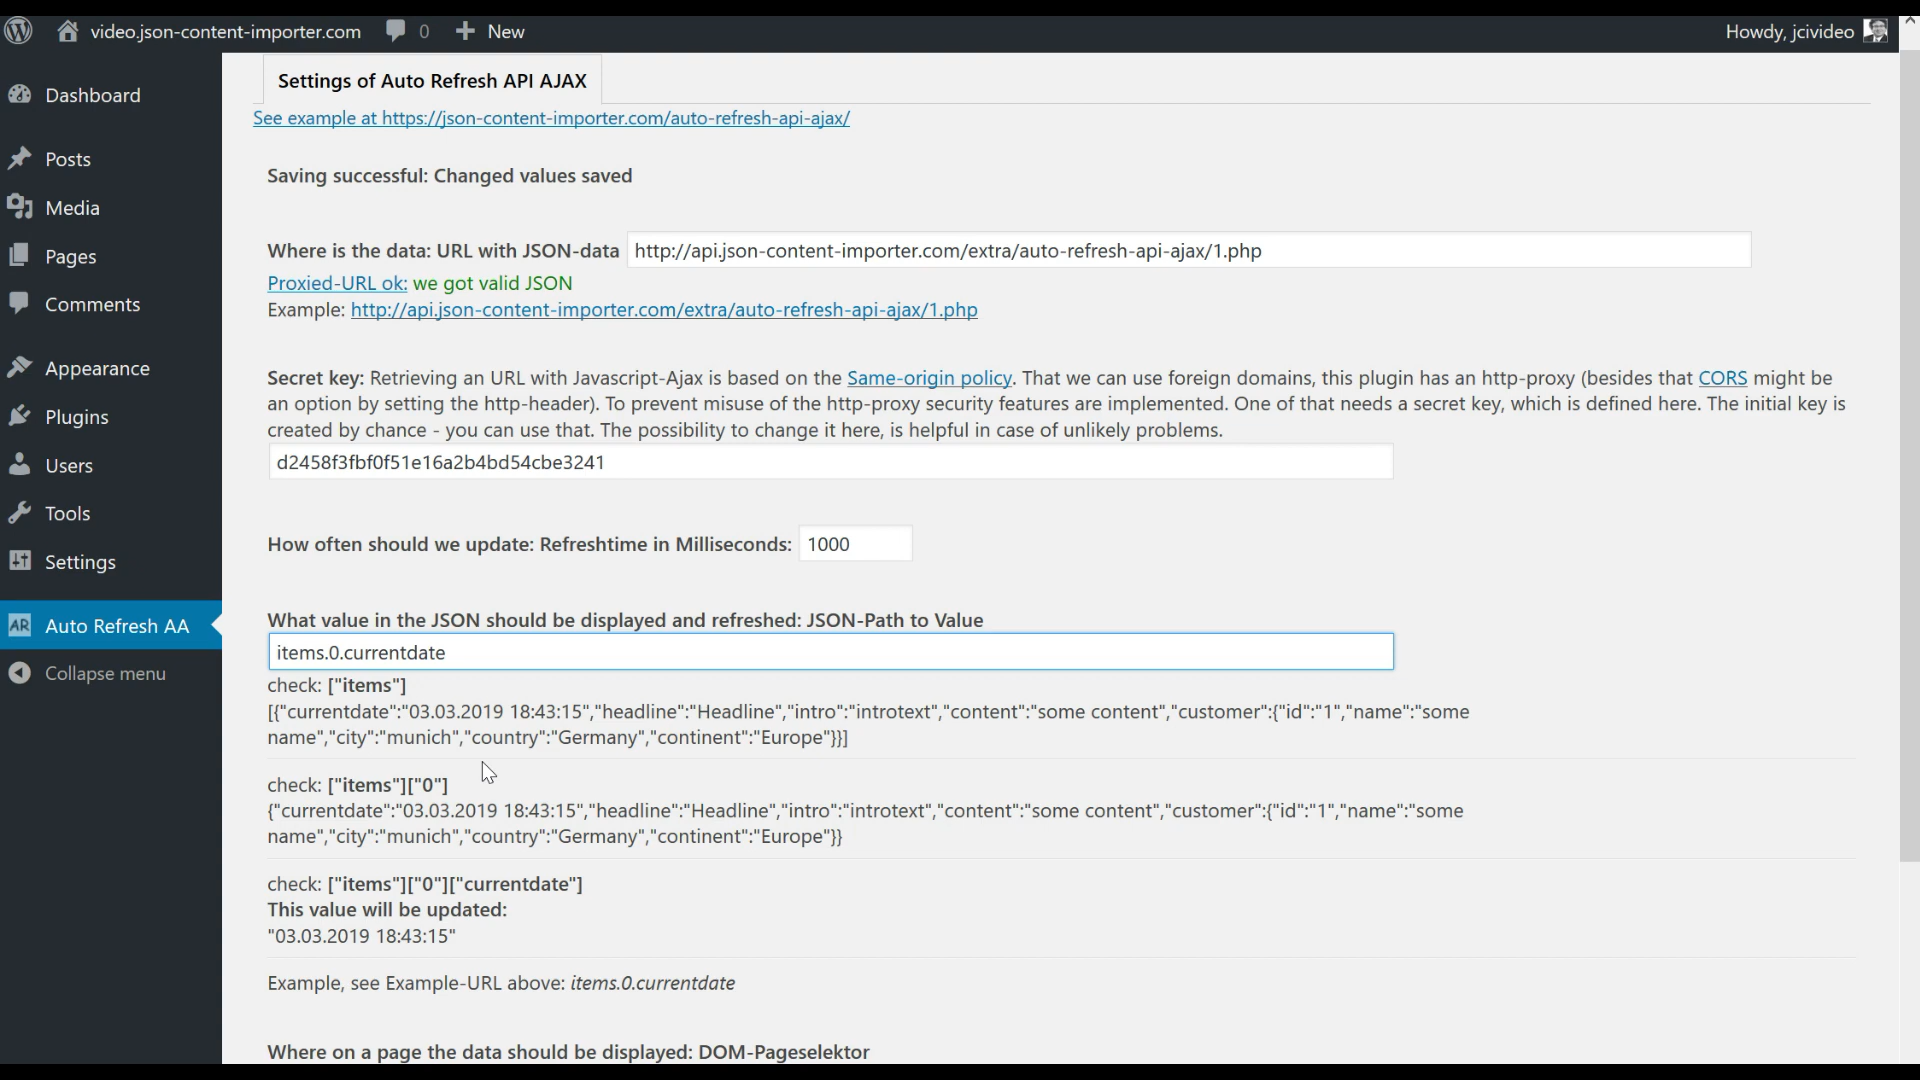 video.json-content-importer.com 0 New Howdy, jcivideo
Dashboard
Posts
Media
Pages
Comments
Appearance
Plugins
Users
Tools
Settings
AR Auto Refresh AA
Collapse menu
Settings of Auto Refresh API AJAX
See example at https://json-content-importer.com/auto-refresh-api-ajax/
Saving successful: Changed values saved
Where is the data: URL with JSON-data http://api.json-content-importer.com/extra/auto-refresh-api-ajax/1.php
Proxied-URL ok: we got valid JSON
Example: http://api.json-content-importer.com/extra/auto-refresh-api-ajax/1.php
Secret key: Retrieving an URL with Javascript-Ajax is based on the Same-origin policy. That we can use foreign domains, this plugin has an http-proxy (besides that CORS might be
an option by setting the http-header). To prevent misuse of the http-proxy security features are implemented. One of that needs a secret key, which is defined here. The initial key is
created by chance - you can use that. The possibility to change it here, is helpful in case of unlikely problems.
d2458f3fbf0f51e16a2b4bd54cbe3241
How often should we update: Refreshtime in Milliseconds: 1000
What value in the JSON should be displayed and refreshed: JSON-Path to Value
items.0.currentdate
check: ["items"]
[{"currentdate":"03.03.2019 18:43:15","headline":"Headline","intro":"introtext","content":"some content","customer":{"id":"1","name":"some
name","city":"munich","country":"Germany","continent":"Europe"}}]
check: ["items"]["0"]
{"currentdate":"03.03.2019 18:43:15","headline":"Headline","intro":"introtext","content":"some content","customer":{"id":"1","name":"some
name","city":"munich","country":"Germany","continent":"Europe"}}
check: ["items"]["0"]["currentdate"]
This value will be updated:
"03.03.2019 18:43:15"
Example, see Example-URL above: items.0.currentdate
Where on a page the data should be displayed: DOM-Pageselektor